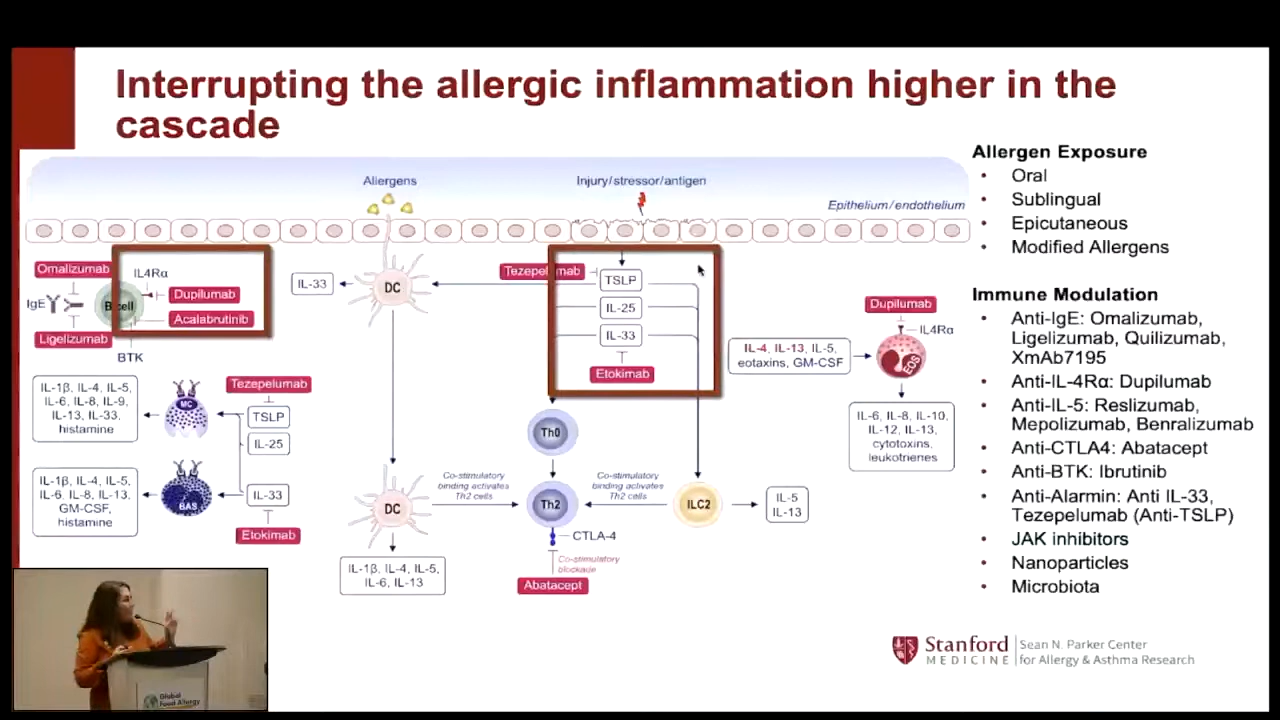 Interrupting the allergic inflammation higher in the
cascade
Allergens
Injury/stressor/antigen
Epithelium/endothelium
Omalizumab
IL4Rα
IgE
B cell
Dupilumab
Acalabrutinib
Ligelizumab
BTK
IL-33
DC
Tezepelumab
TSLP
IL-25
IL-33
Etokimab
IL-4, IL-13, IL-5,
eotaxins, GM-CSF
Dupilumab
IL4Rα
EOS
IL-6, IL-8, IL-10,
IL-12, IL-13,
cytotoxins,
leukotrienes
IL-1β, IL-4, IL-5,
IL-6, IL-8, IL-9,
IL-13, IL-33,
histamine
MC
Tezepelumab
TSLP
IL-25
IL-1β, IL-4, IL-5,
IL-6, IL-8, IL-13,
GM-CSF,
histamine
BAS
IL-33
Etokimab
Th0
DC
Co-stimulatory
binding activates
Th2 cells
Th2
Co-stimulatory
binding activates
Th2 cells
ILC2
IL-5
IL-13
CTLA-4
Co-stimulatory
blockade
Abatacept
IL-1β, IL-4, IL-5,
IL-6, IL-13
Allergen Exposure
• Oral
• Sublingual
• Epicutaneous
• Modified Allergens
Immune Modulation
• Anti-IgE: Omalizumab,
Ligelizumab, Quilizumab,
XmAb7195
• Anti-IL-4Rα: Dupilumab
• Anti-IL-5: Reslizumab,
Mepolizumab, Benralizumab
• Anti-CTLA4: Abatacept
• Anti-BTK: Ibrutinib
• Anti-Alarmin: Anti IL-33,
Tezepelumab (Anti-TSLP)
• JAK inhibitors
• Nanoparticles
• Microbiota
Stanford
MEDICINE
Sean N. Parker Center
for Allergy & Asthma Research
Global
Food Allergy